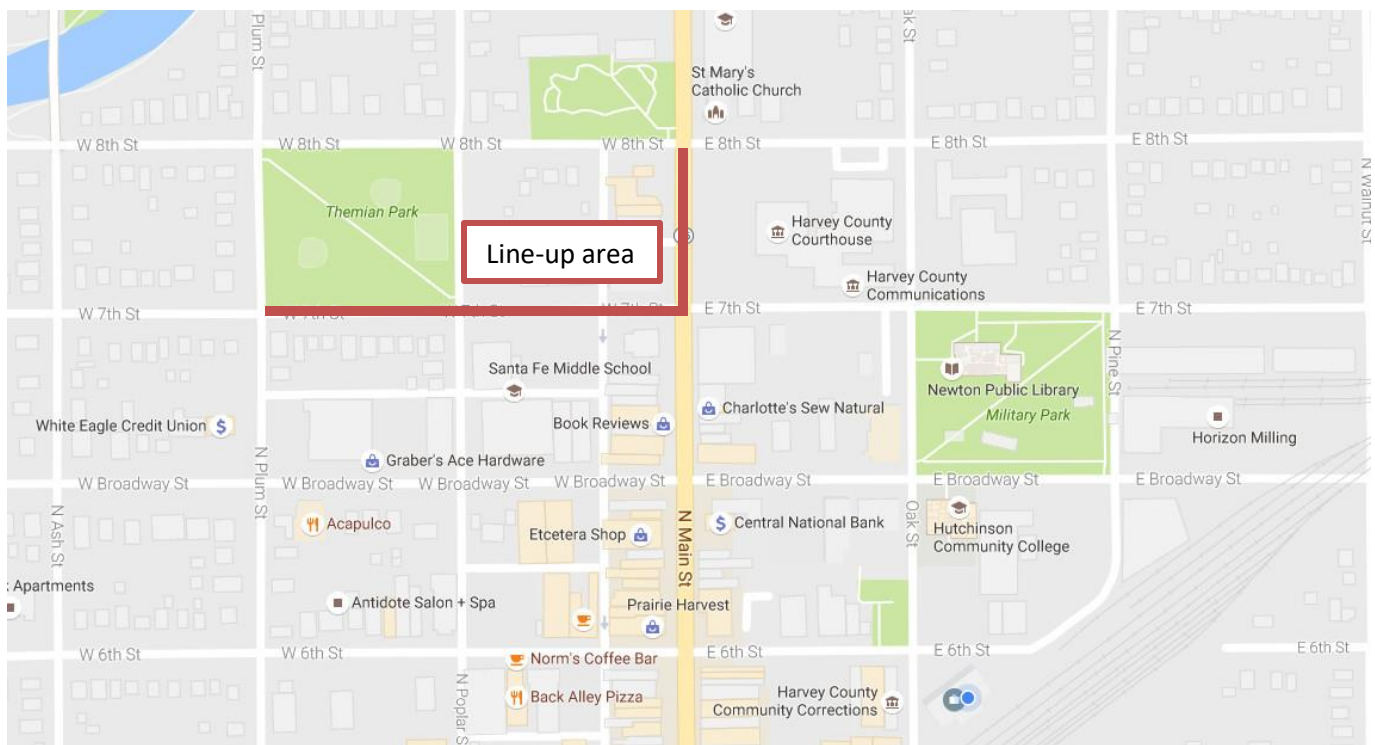 Plum St
Oak St
St Mary's
Catholic Church
W 8th St
W 8th St
W 8th St
W 8th St
E 8th St
E 8th St
E 8th St
N Walnut St
Themian Park
Line-up area
Harvey County
Courthouse
Harvey County
Communications
W 7th St
E 7th St
E 7th St
N Pine St
Santa Fe Middle School
Newton Public Library
Military Park
White Eagle Credit Union
Book Reviews
Charlotte's Sew Natural
Horizon Milling
Graber's Ace Hardware
N Plum St
W Broadway St
W Broadway St
W Broadway St
W Broadway St
E Broadway St
E Broadway St
E Broadway St
N Ash St
Acapulco
Etcetera Shop
N Main St
Central National Bank
Oak St
Hutchinson
Community College
Apartments
Antidote Salon + Spa
Prairie Harvest
W 6th St
W 6th St
Norm's Coffee Bar
E 6th St
E 6th St
E 6th St
N Poplar S
Back Alley Pizza
Harvey County
Community Corrections